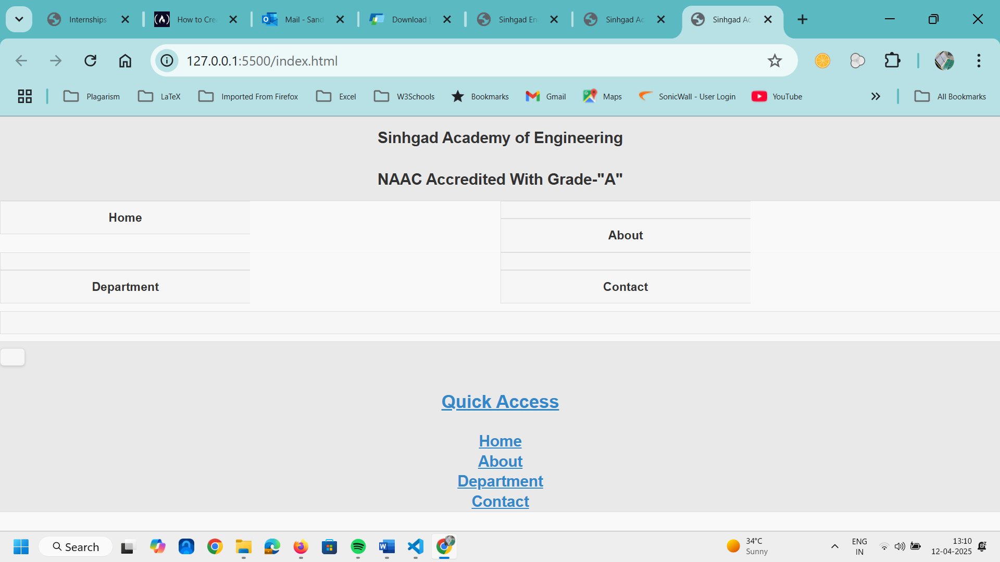 Internships
How to Cre
Mail - Sand
Download
Sinhgad En
Sinhgad Ac
Sinhgad Ac
127.0.0.1:5500/index.html
Plagarism
LaTeX
Imported From Firefox
Excel
W3Schools
Bookmarks
Gmail
Maps
SonicWall - User Login
YouTube
All Bookmarks
Sinhgad Academy of Engineering
NAAC Accredited With Grade-"A"
Home
About
Department
Contact
Quick Access
Home
About
Department
Contact
Search
34°C
Sunny
ENG
IN
13:10
12-04-2025